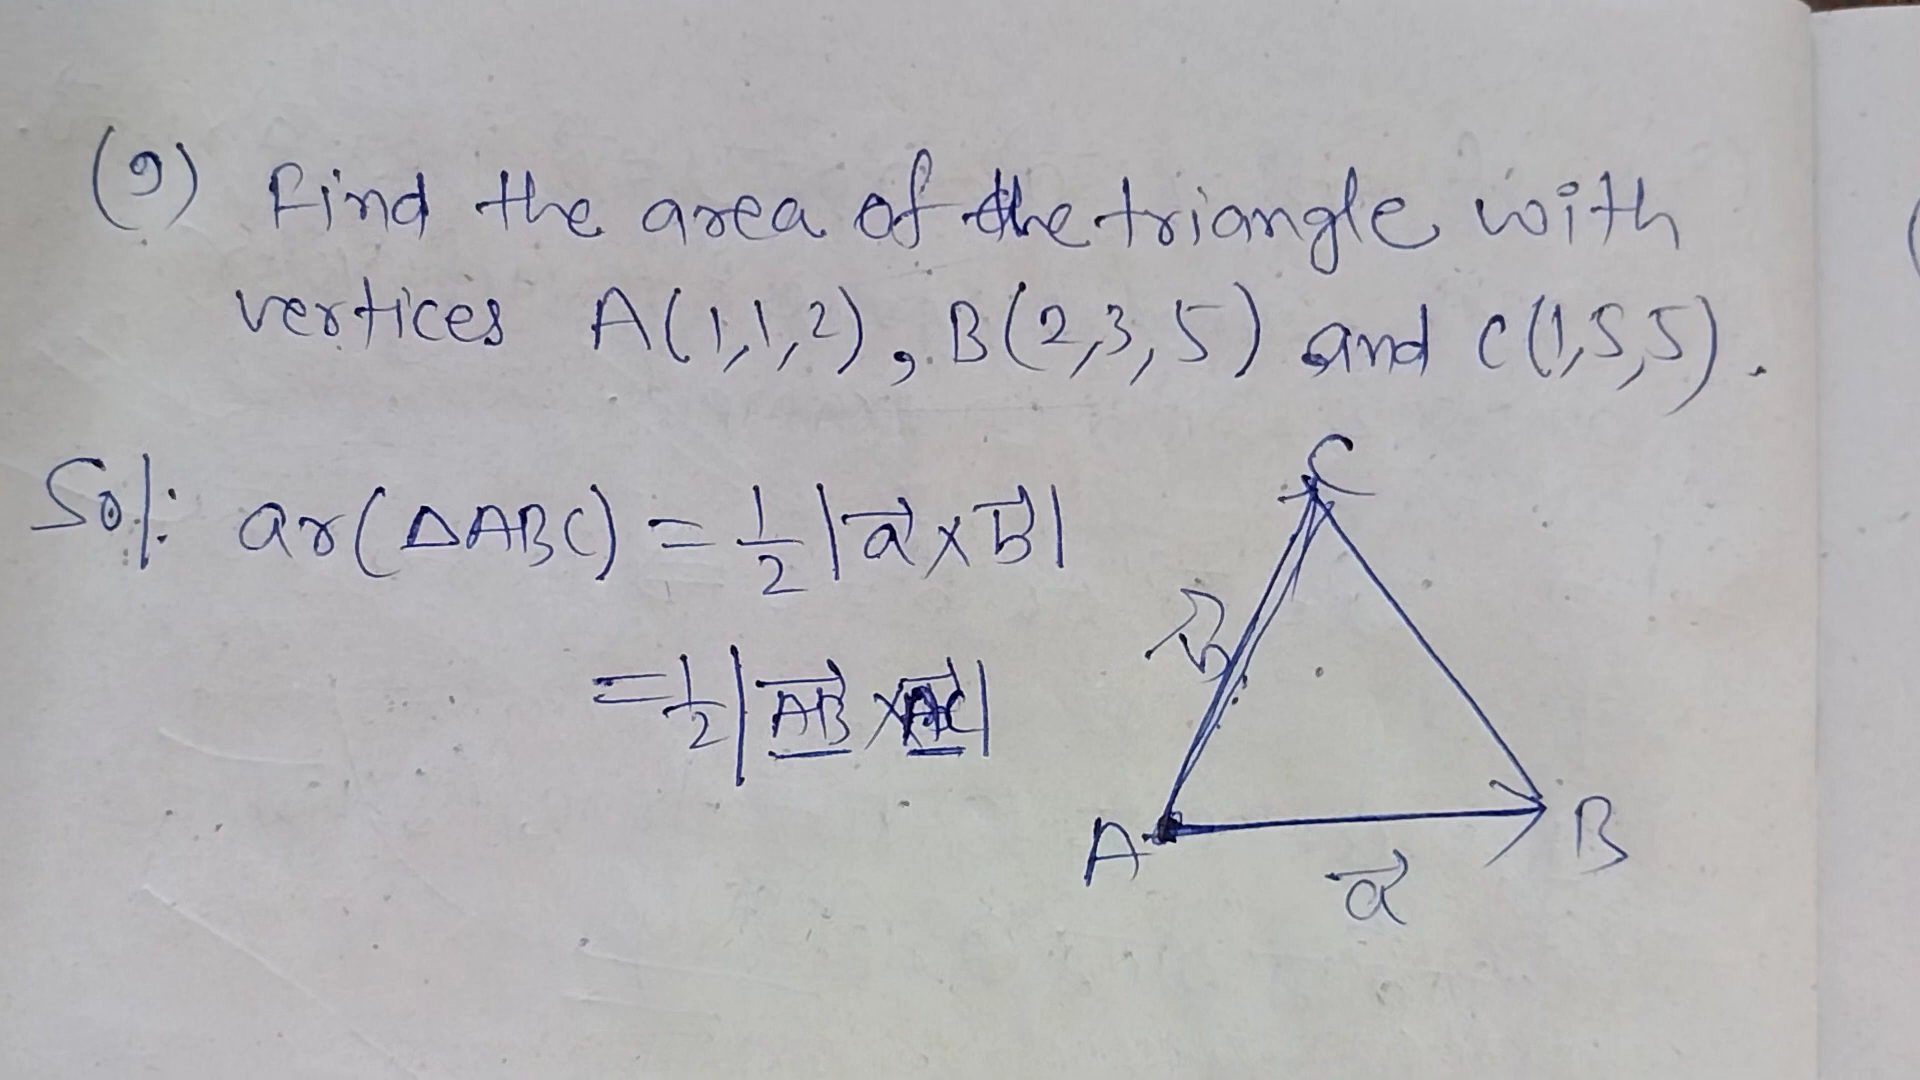 (9) Find the area of the triangle with
vertices A(1,1,2), B(2,3,5) and C(1,5,5).
Sol: ar(△ABC) = 1/2 |a⃗ × b⃗|
= 1/2 |AB⃗ × AC⃗|
C
b⃗
A
B
a⃗